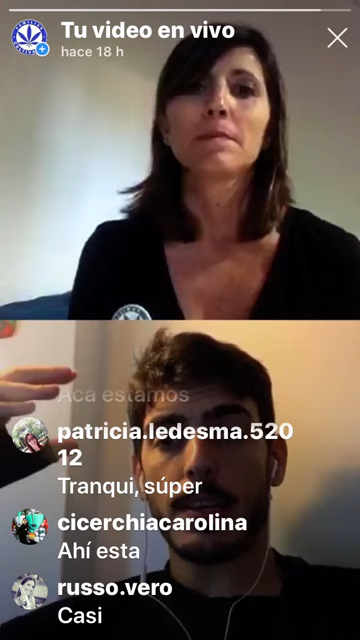 Tu video en vivo
hace 18 h
Acá estamos
patricia.ledesma.520
12
Tranqui, súper
cicerchiacarolina
Ahí esta
russo.vero
Casi